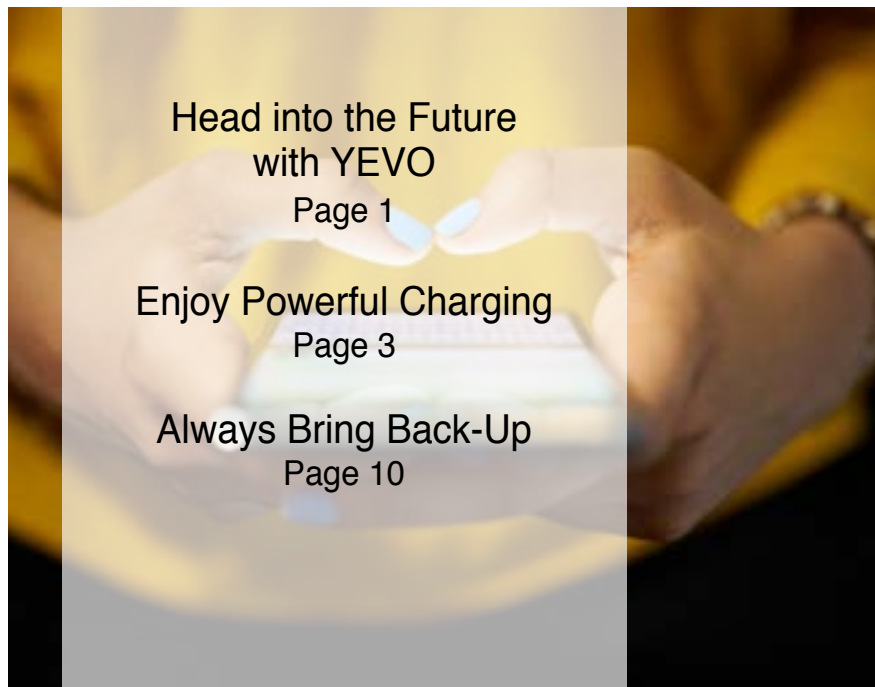 Head into the Future
with YEVO
Page 1
Enjoy Powerful Charging
Page 3
Always Bring Back-Up
Page 10